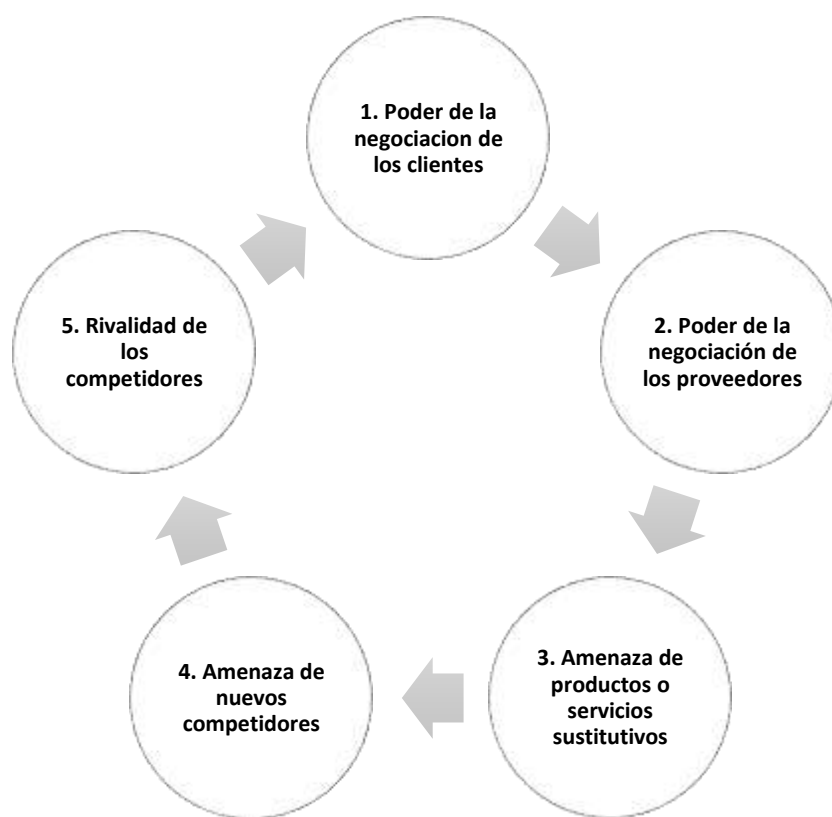 1. Poder de la
negociacion de
los clientes
2. Poder de la
negociación de
los proveedores
3. Amenaza de
productos o
servicios
sustitutivos
4. Amenaza de
nuevos
competidores
5. Rivalidad de
los
competidores